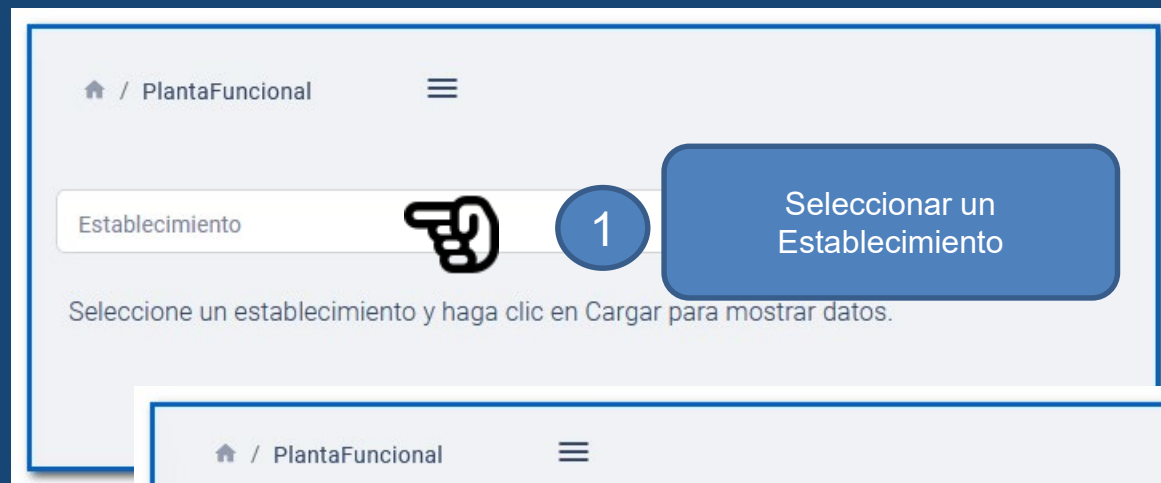 / PlantaFuncional
Establecimiento
1
Seleccionar un
Establecimiento
Seleccione un establecimiento y haga clic en Cargar para mostrar datos.
/ PlantaFuncional